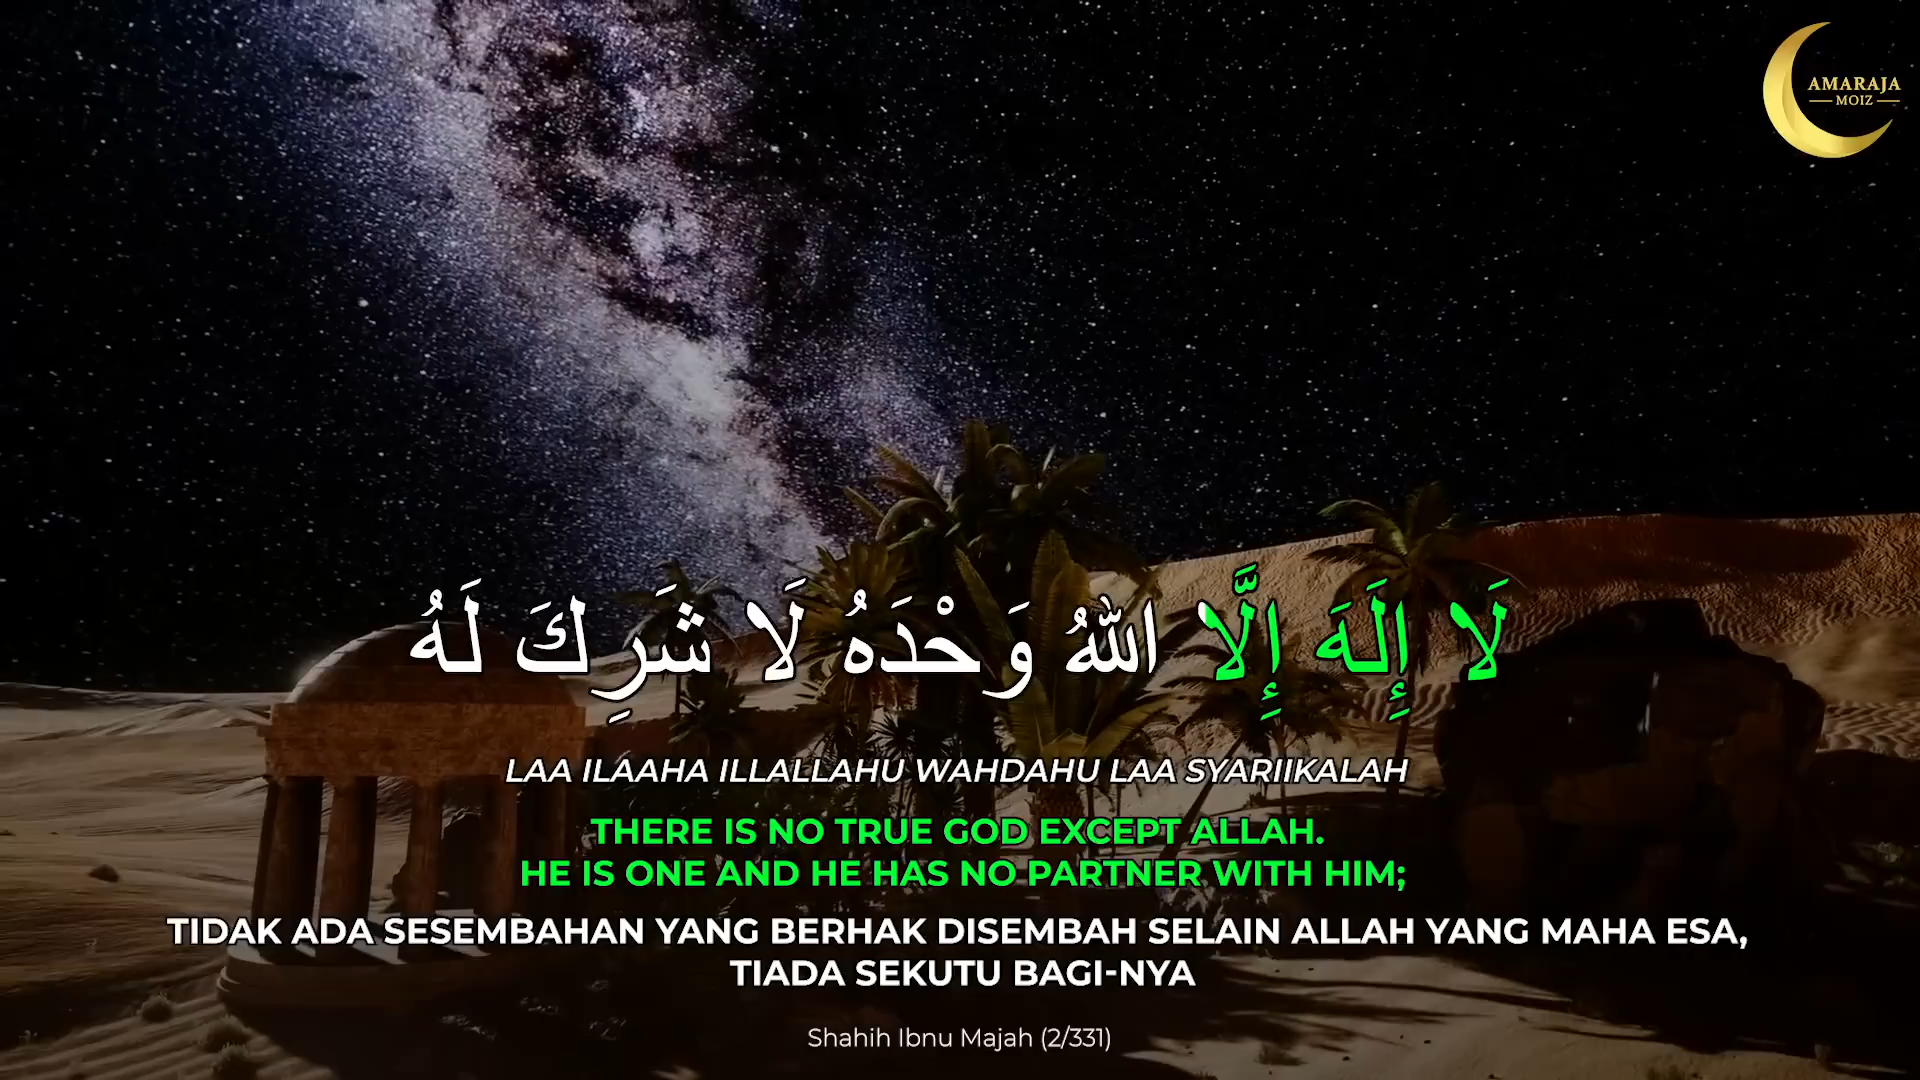 AMARAJA
MOIZ
لَا إِلَهَ إِلَّا اللهُ وَحْدَهُ لَا شَرِكَ لَهُ
LAA ILAAHA ILLALLAHU WAHDAHU LAA SYARIIKALAH
THERE IS NO TRUE GOD EXCEPT ALLAH.
HE IS ONE AND HE HAS NO PARTNER WITH HIM;
TIDAK ADA SESEMBAHAN YANG BERHAK DISEMBAH SELAIN ALLAH YANG MAHA ESA,
TIADA SEKUTU BAGI-NYA
Shahih Ibnu Majah (2/331)